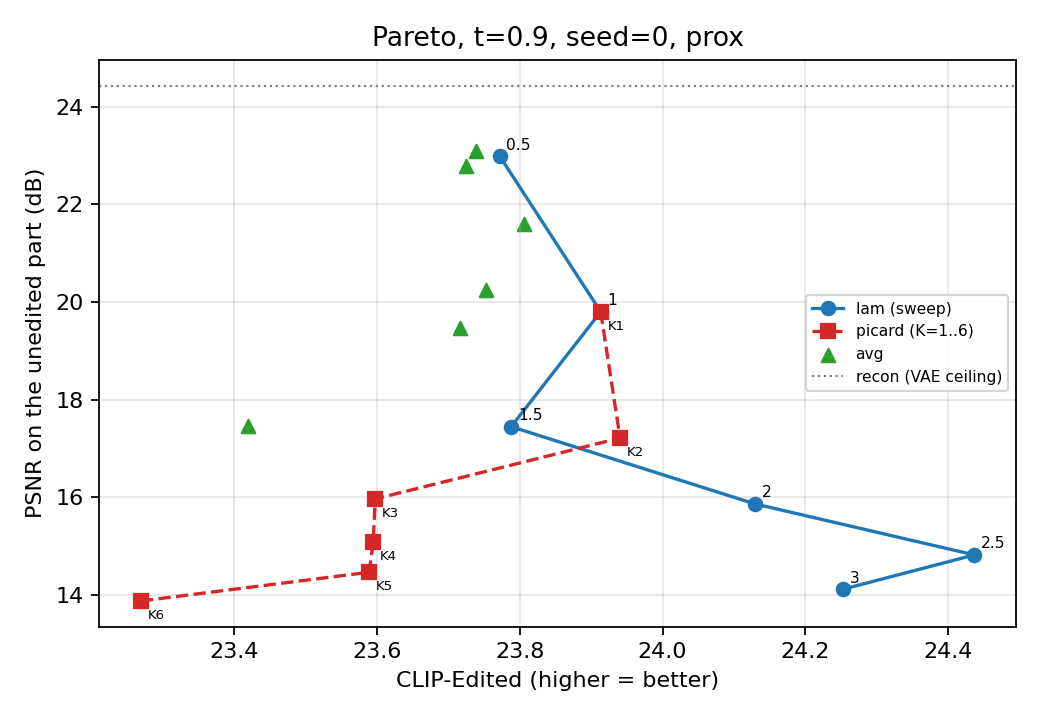 Pareto, t=0.9, seed=0, prox
PSNR on the unedited part (dB)
24
22
20
18
16
14
0.5
1
K1
1.5
K2
2
K3
2.5
K4
3
K5
K6
lam (sweep)
picard (K=1..6)
avg
recon (VAE ceiling)
23.4
23.6
23.8
24.0
24.2
24.4
CLIP-Edited (higher = better)